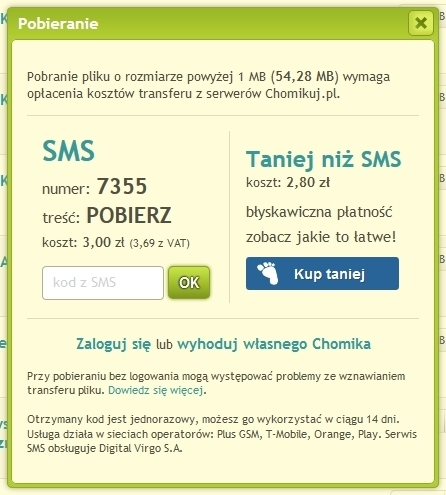 Pobieranie
Pobranie pliku o rozmiarze powyżej 1 MB (54,28 MB) wymaga
opłacenia kosztów transferu z serwerów Chomikuj.pl.
SMS
numer: 7355
treść: POBIERZ
koszt: 3,00 zł (3,69 z VAT)
kod z SMS
OK
Taniej niż SMS
koszt: 2,80 zł
błyskawiczna płatność
zobacz jakie to łatwe!
Kup taniej
Zaloguj się lub wyhoduj własnego Chomika
Przy pobieraniu bez logowania mogą występować problemy ze wznawianiem
transferu pliku. Dowiedz się więcej.
Otrzymany kod jest jednorazowy, możesz go wykorzystać w ciągu 14 dni.
Usługa działa w sieciach operatorów: Plus GSM, T-Mobile, Orange, Play. Serwis
SMS obsługuje Digital Virgo S.A.